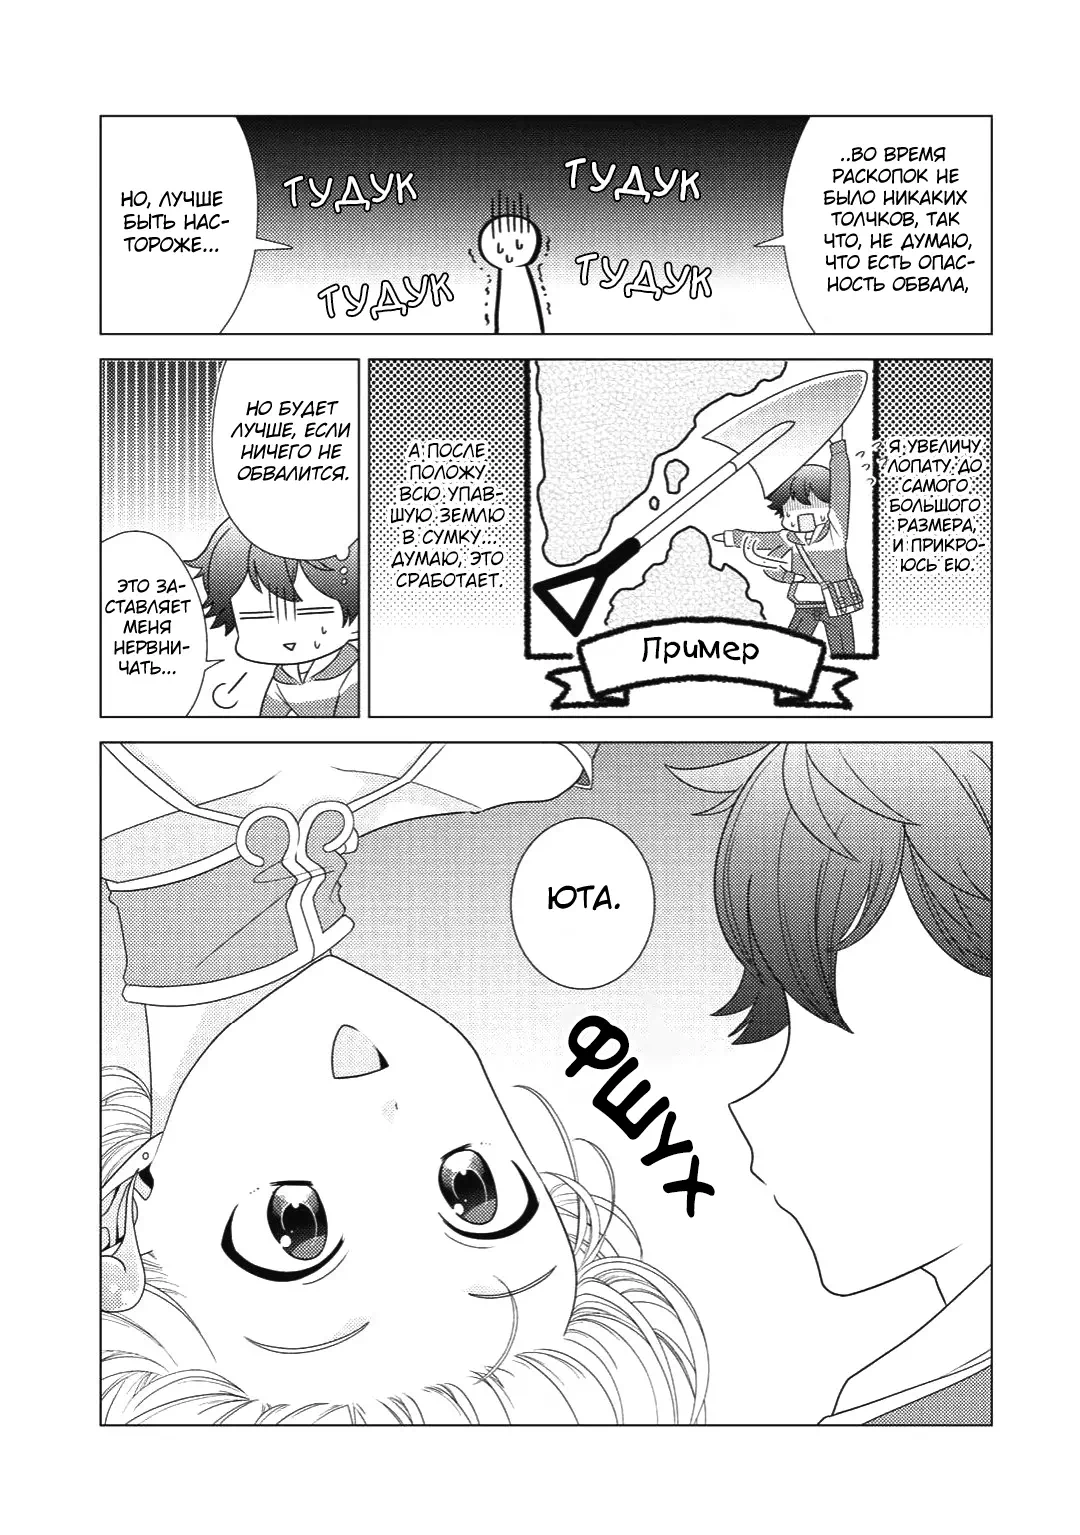 ..ВО ВРЕМЯ
РАСКОПОК НЕ
БЫЛО НИКАКИХ
ТОЛЧКОВ, ТАК
ЧТО, НЕ ДУМАЮ,
ЧТО ЕСТЬ ОПАС-
НОСТЬ ОБВАЛА,
ТУДУК
ТУДУК
ТУДУК
ТУДУК
НО, ЛУЧШЕ
БЫТЬ НАС-
ТОРОЖЕ...
Я УВЕЛИЧУ
ЛОПАТУ ДО
САМОГО
БОЛЬШОГО
РАЗМЕРА,
И ПРИКРО-
ЮСЬ ЕЮ.
Пример
А ПОСЛЕ
ПОЛОЖУ
ВСЮ УПАВ-
ШУЮ ЗЕМЛЮ
В СУМКУ...
ДУМАЮ, ЭТО
СРАБОТАЕТ.
НО БУДЕТ
ЛУЧШЕ, ЕСЛИ
НИЧЕГО НЕ
ОБВАЛИТСЯ.
ЭТО ЗА-
СТАВЛЯЕТ
МЕНЯ
НЕРВНИ-
ЧАТЬ...
ЮТА.
ФШУХ